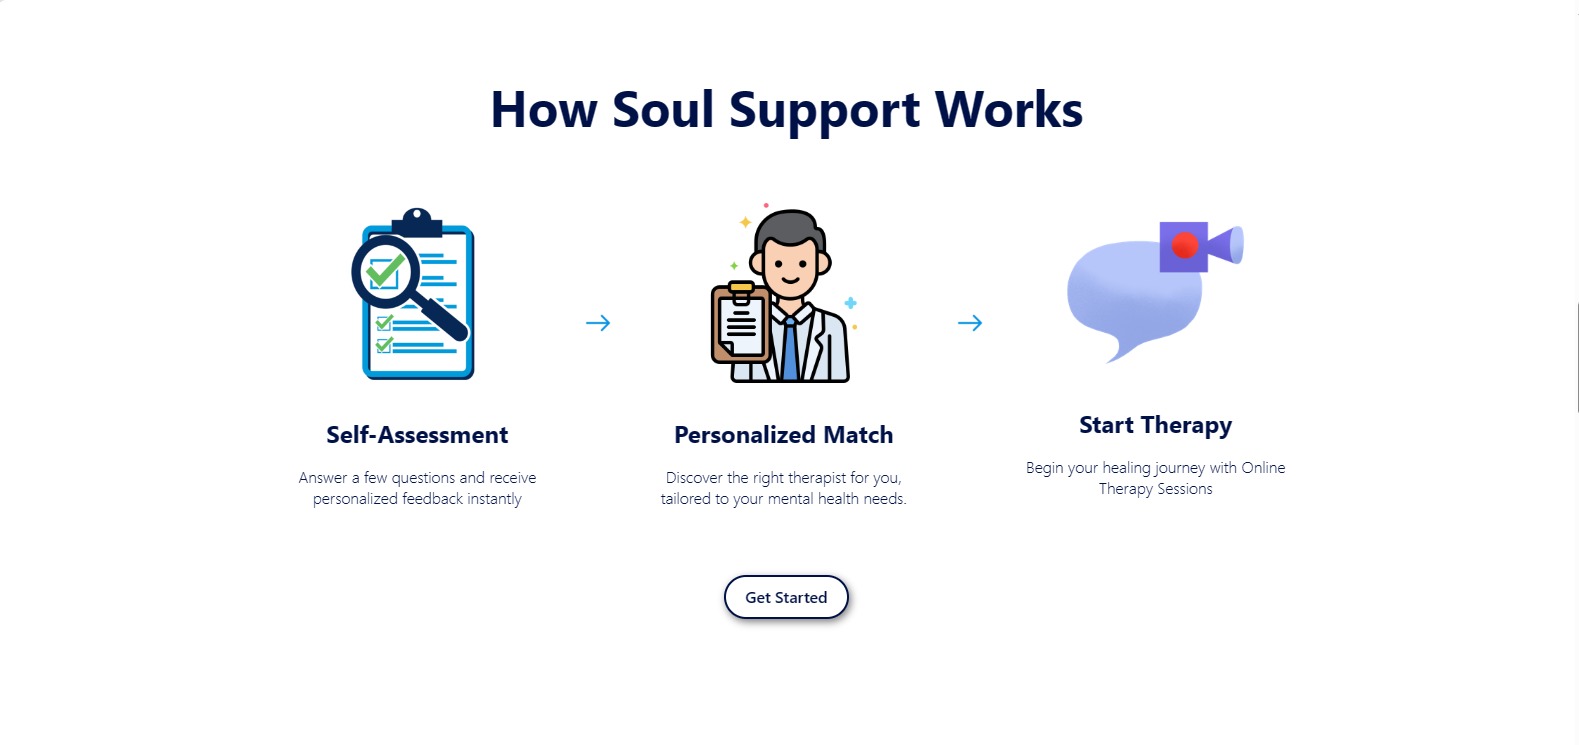 How Soul Support Works
Self-Assessment
Answer a few questions and receive
personalized feedback instantly
Personalized Match
Discover the right therapist for you,
tailored to your mental health needs.
Start Therapy
Begin your healing journey with Online
Therapy Sessions
Get Started